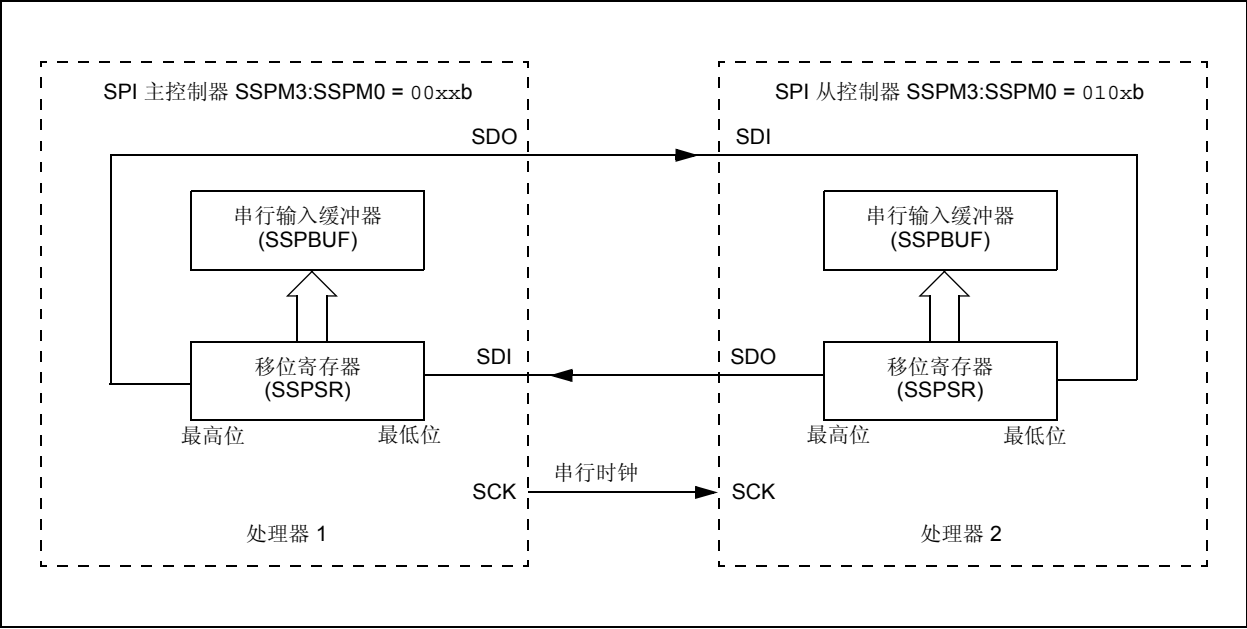 SPI 主控制器 SSPM3:SSPM0 = 00xxb
SPI 从控制器 SSPM3:SSPM0 = 010xb
SDO
SDI
串行输入缓冲器
(SSPBUF)
串行输入缓冲器
(SSPBUF)
SDI
SDO
移位寄存器
(SSPSR)
移位寄存器
(SSPSR)
最高位
最低位
最高位
最低位
串行时钟
SCK
SCK
处理器 1
处理器 2